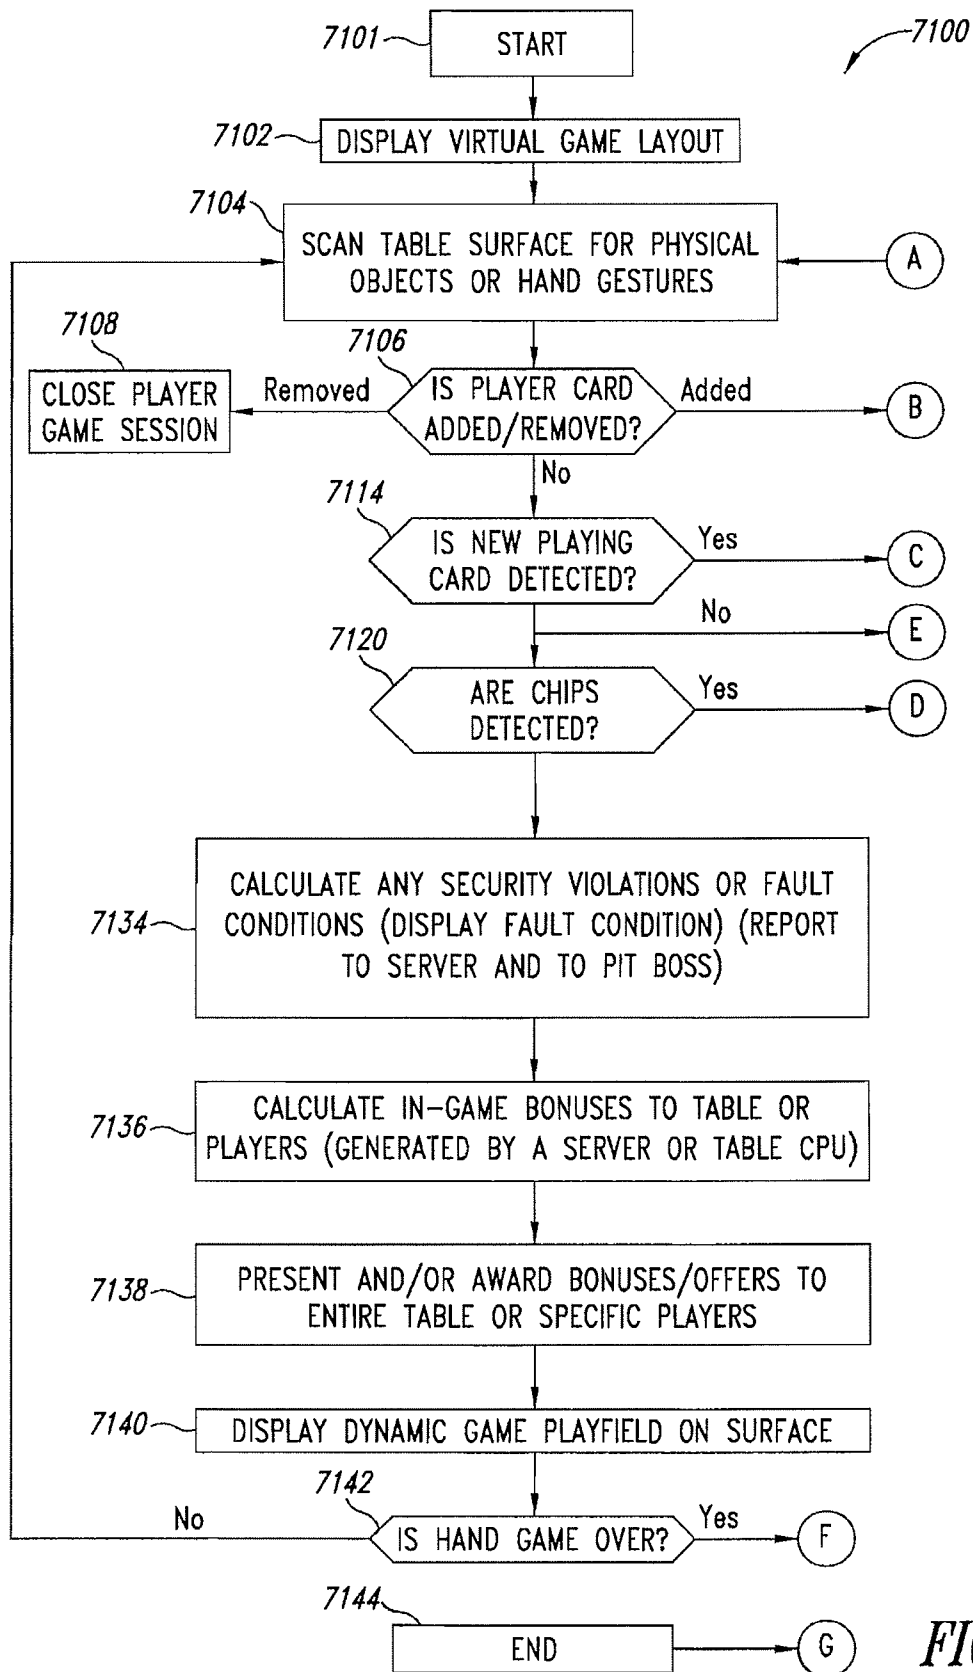 7101
START
7100
7102
DISPLAY VIRTUAL GAME LAYOUT
7104
SCAN TABLE SURFACE FOR PHYSICAL
OBJECTS OR HAND GESTURES
A
7108
CLOSE PLAYER
GAME SESSION
Removed
7106
IS PLAYER CARD
ADDED/REMOVED?
Added
B
No
7114
IS NEW PLAYING
CARD DETECTED?
Yes
C
No
E
7120
ARE CHIPS
DETECTED?
Yes
D
7134
CALCULATE ANY SECURITY VIOLATIONS OR FAULT
CONDITIONS (DISPLAY FAULT CONDITION) (REPORT
TO SERVER AND TO PIT BOSS)
7136
CALCULATE IN-GAME BONUSES TO TABLE OR
PLAYERS (GENERATED BY A SERVER OR TABLE CPU)
7138
PRESENT AND/OR AWARD BONUSES/OFFERS TO
ENTIRE TABLE OR SPECIFIC PLAYERS
7140
DISPLAY DYNAMIC GAME PLAYFIELD ON SURFACE
7142
No
IS HAND GAME OVER?
Yes
F
7144
END
G